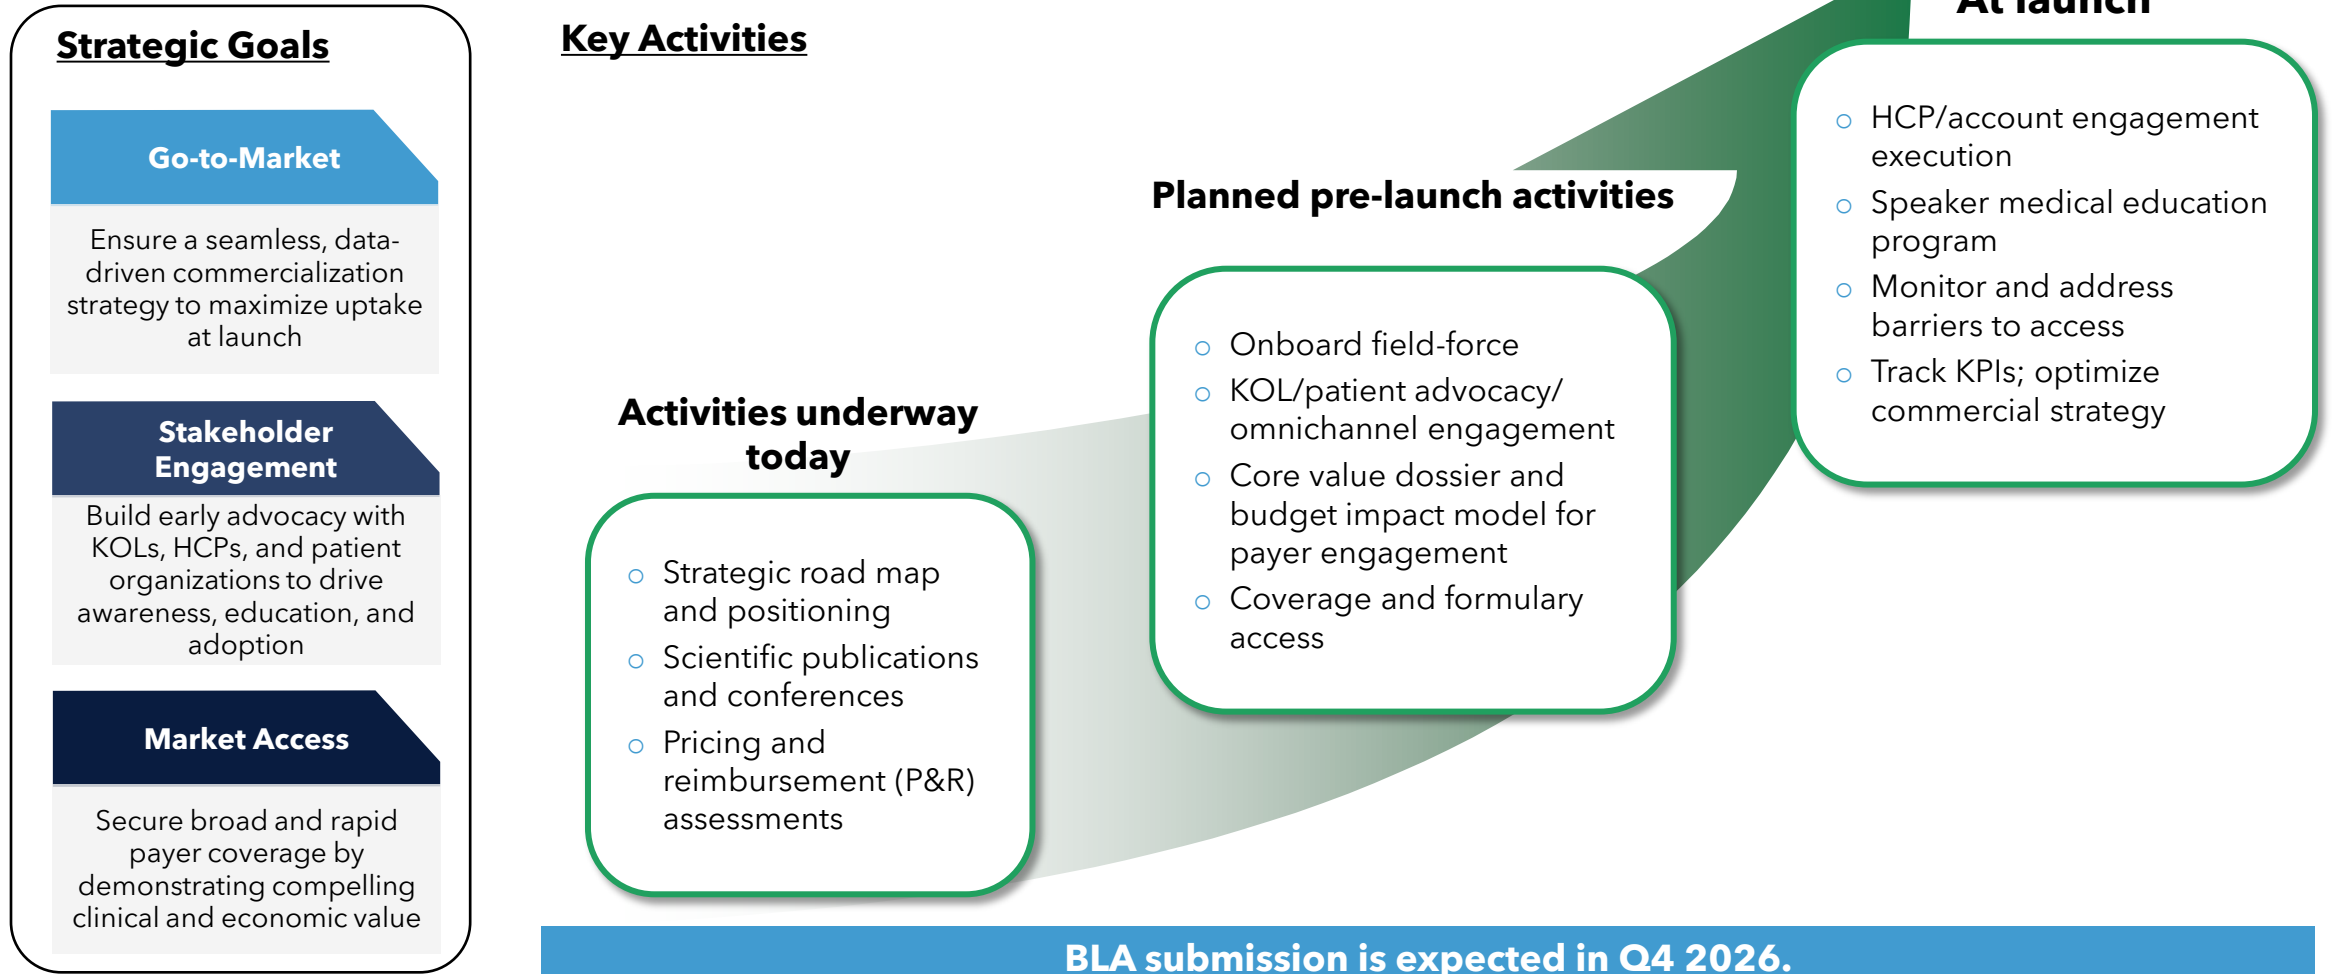 Strategic Goals
Go-to-Market
Ensure a seamless, data-
driven commercialization
strategy to maximize uptake
at launch
Stakeholder
Engagement
Build early advocacy with
KOLs, HCPs, and patient
organizations to drive
awareness, education, and
adoption
Market Access
Secure broad and rapid
payer coverage by
demonstrating compelling
clinical and economic value
Key Activities
Activities underway
today
○ Strategic road map
and positioning
○ Scientific publications
and conferences
○ Pricing and
reimbursement (P&R)
assessments
Planned pre-launch activities
○ Onboard field-force
○ KOL/patient advocacy/
omnichannel engagement
○ Core value dossier and
budget impact model for
payer engagement
○ Coverage and formulary
access
At launch
○ HCP/account engagement
execution
○ Speaker medical education
program
○ Monitor and address
barriers to access
○ Track KPIs; optimize
commercial strategy
BLA submission is expected in Q4 2026.